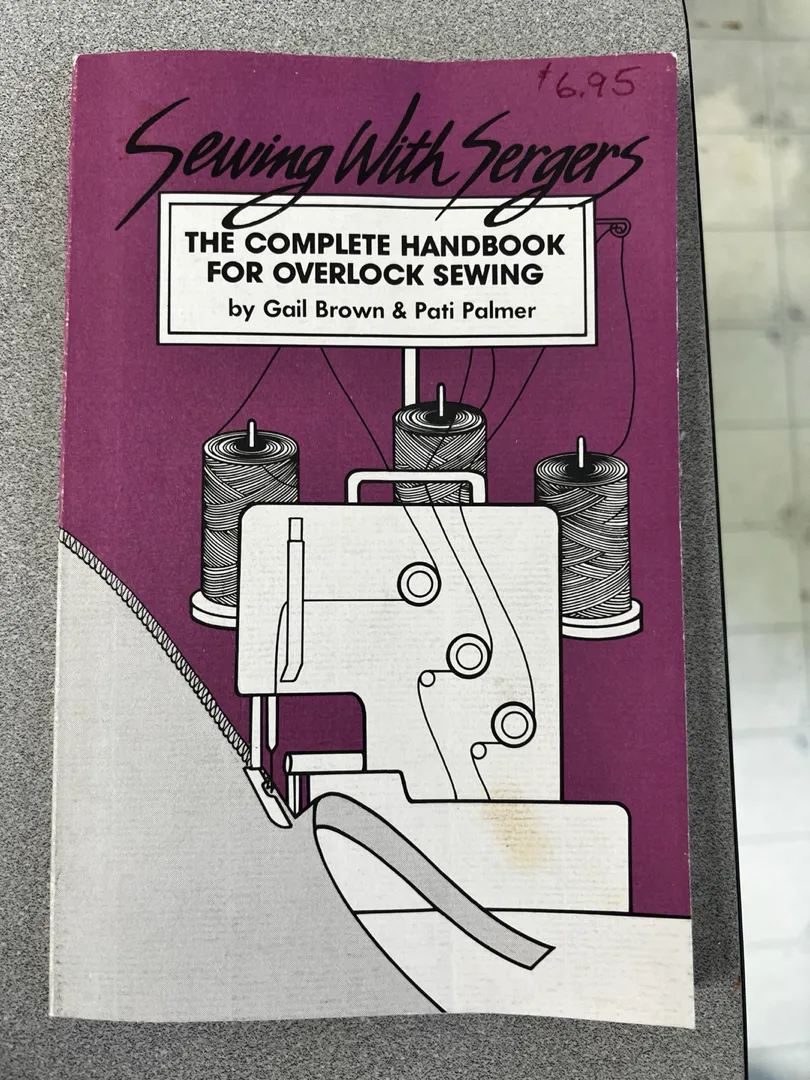 $6.95
Sewing With Sergers
THE COMPLETE HANDBOOK
FOR OVERLOCK SEWING
by Gail Brown & Pati Palmer